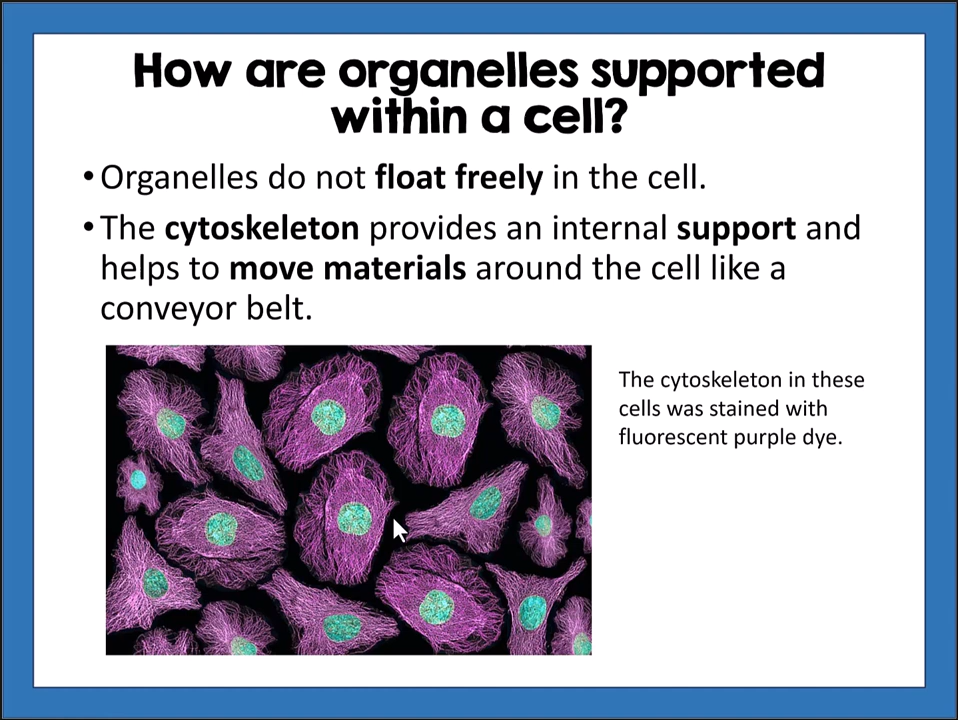 How are organelles supported
within a cell?
• Organelles do not float freely in the cell.
• The cytoskeleton provides an internal support and
helps to move materials around the cell like a
conveyor belt.
The cytoskeleton in these
cells was stained with
fluorescent purple dye.